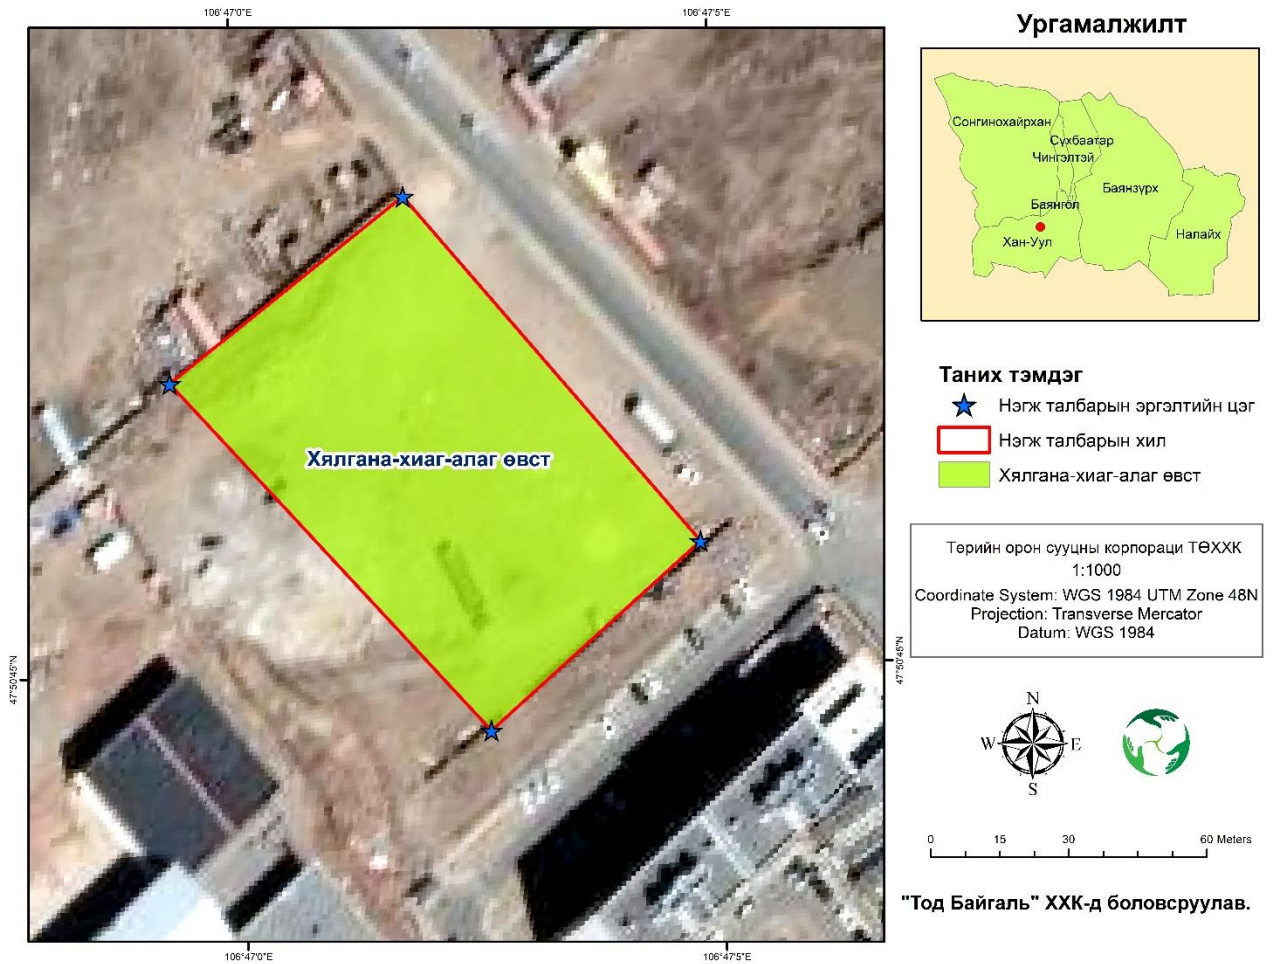 106°47'0"E
106°47'5"E
Ургамалжилт
Сонгинохайрхан
Сүхбаатар
Чингэлтэй
Баянзүрх
Баянгол
Хан-Уул
Налайх
Таних тэмдэг
Нэгж талбарын эргэлтийн цэг
Нэгж талбарын хил
Хялгана-хиаг-алаг өвст
Хялгана-хиаг-алаг өвст
Төрийн орон сууцны корпораци ТӨХХК
1:1000
Coordinate System: WGS 1984 UTM Zone 48N
Projection: Transverse Mercator
Datum: WGS 1984
47°50'45"N
47°50'45"N
N
W
E
S
0 15 30 60 Meters
"Тод Байгаль" ХХК-д боловсруулав.
106°47'0"E
106°47'5"E